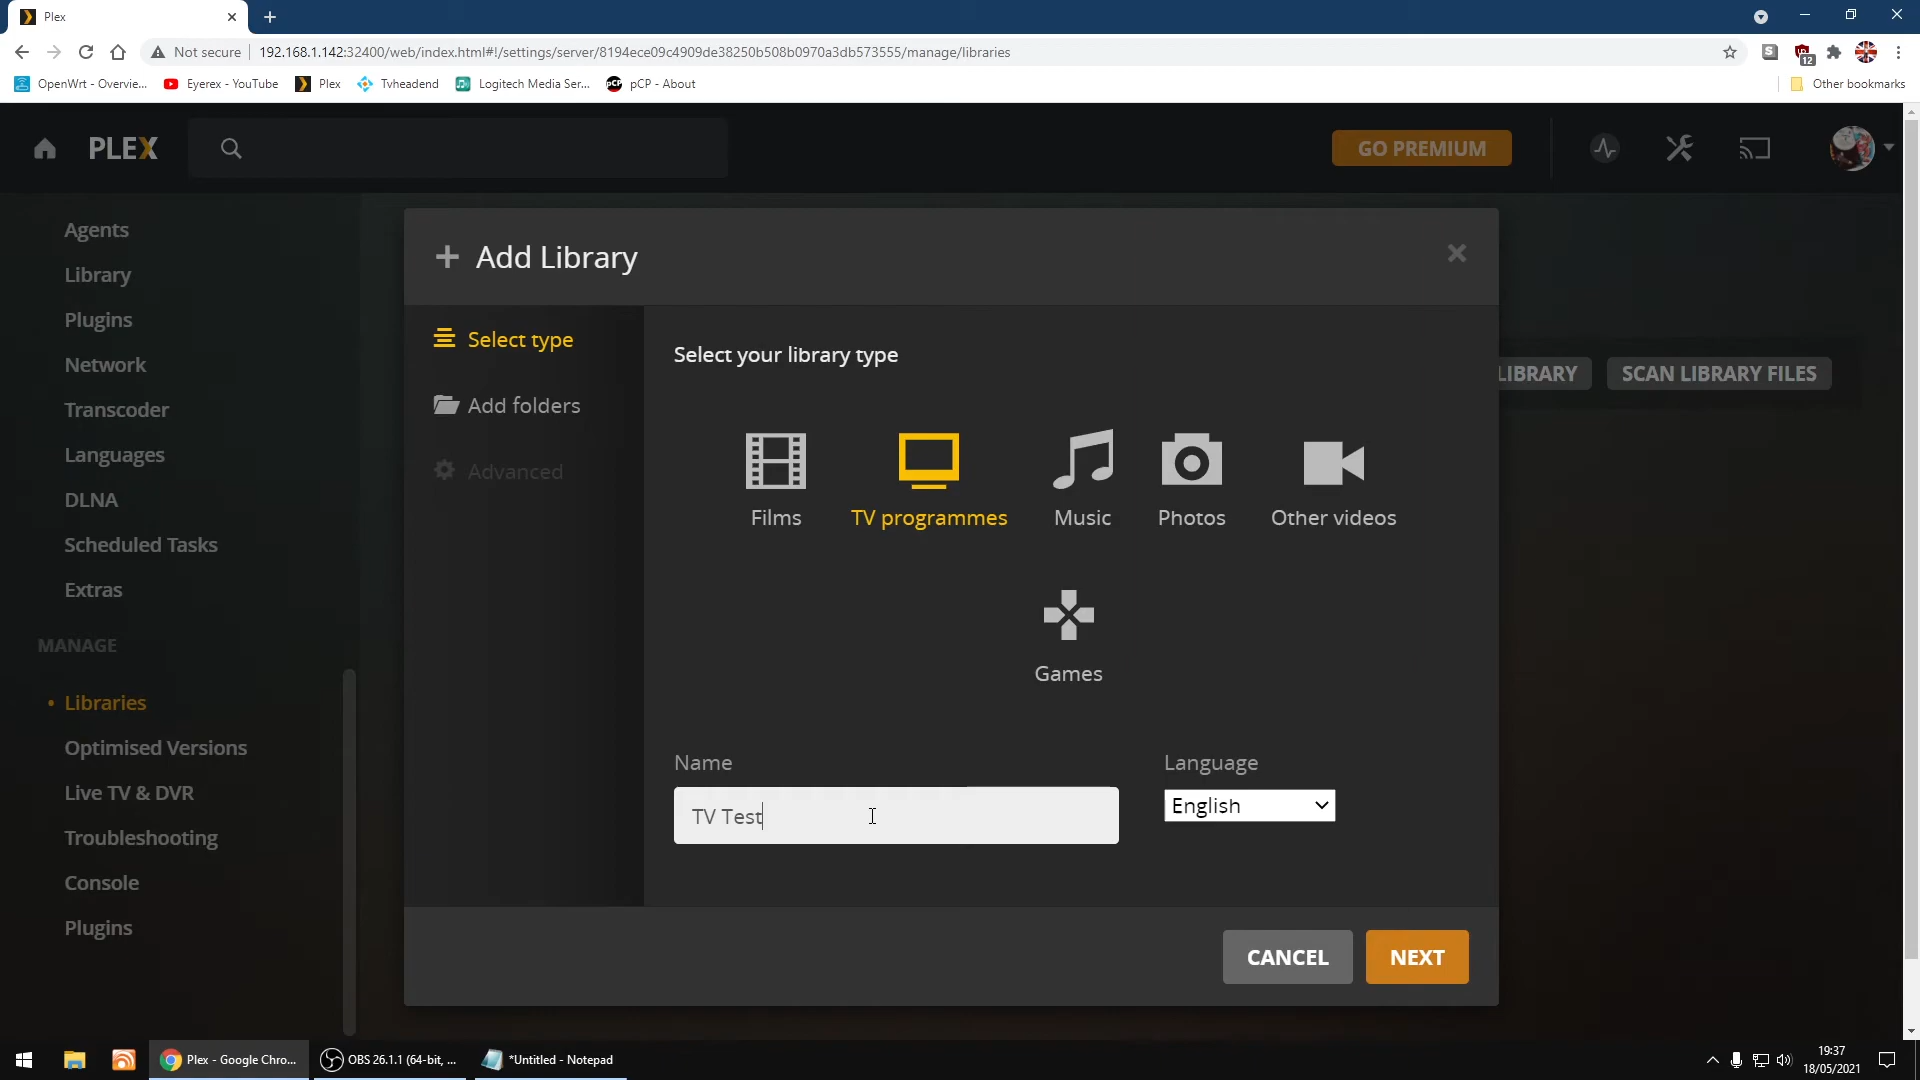 Plex
Not secure
192.168.1.142:32400/web/index.html#!/settings/server/8194ece09c4909de38250b508b0970a3db573555/manage/libraries
12
OpenWrt - Overvie...
Eyerex - YouTube
Plex
Tvheadend
Logitech Media Ser...
pCP
pCP - About
Other bookmarks
PLEX
GO PREMIUM
Agents
Library
Plugins
Network
Transcoder
Languages
DLNA
Scheduled Tasks
Extras
MANAGE
Libraries
Optimised Versions
Live TV & DVR
Troubleshooting
Console
Plugins
LIBRARY
SCAN LIBRARY FILES
Add Library
Select type
Add folders
Advanced
Select your library type
Films
TV programmes
Music
Photos
Other videos
Games
Name
Language
TV Test
English
CANCEL
NEXT
Plex - Google Chro...
OBS 26.1.1 (64-bit, ...
*Untitled - Notepad
19:37
18/05/2021